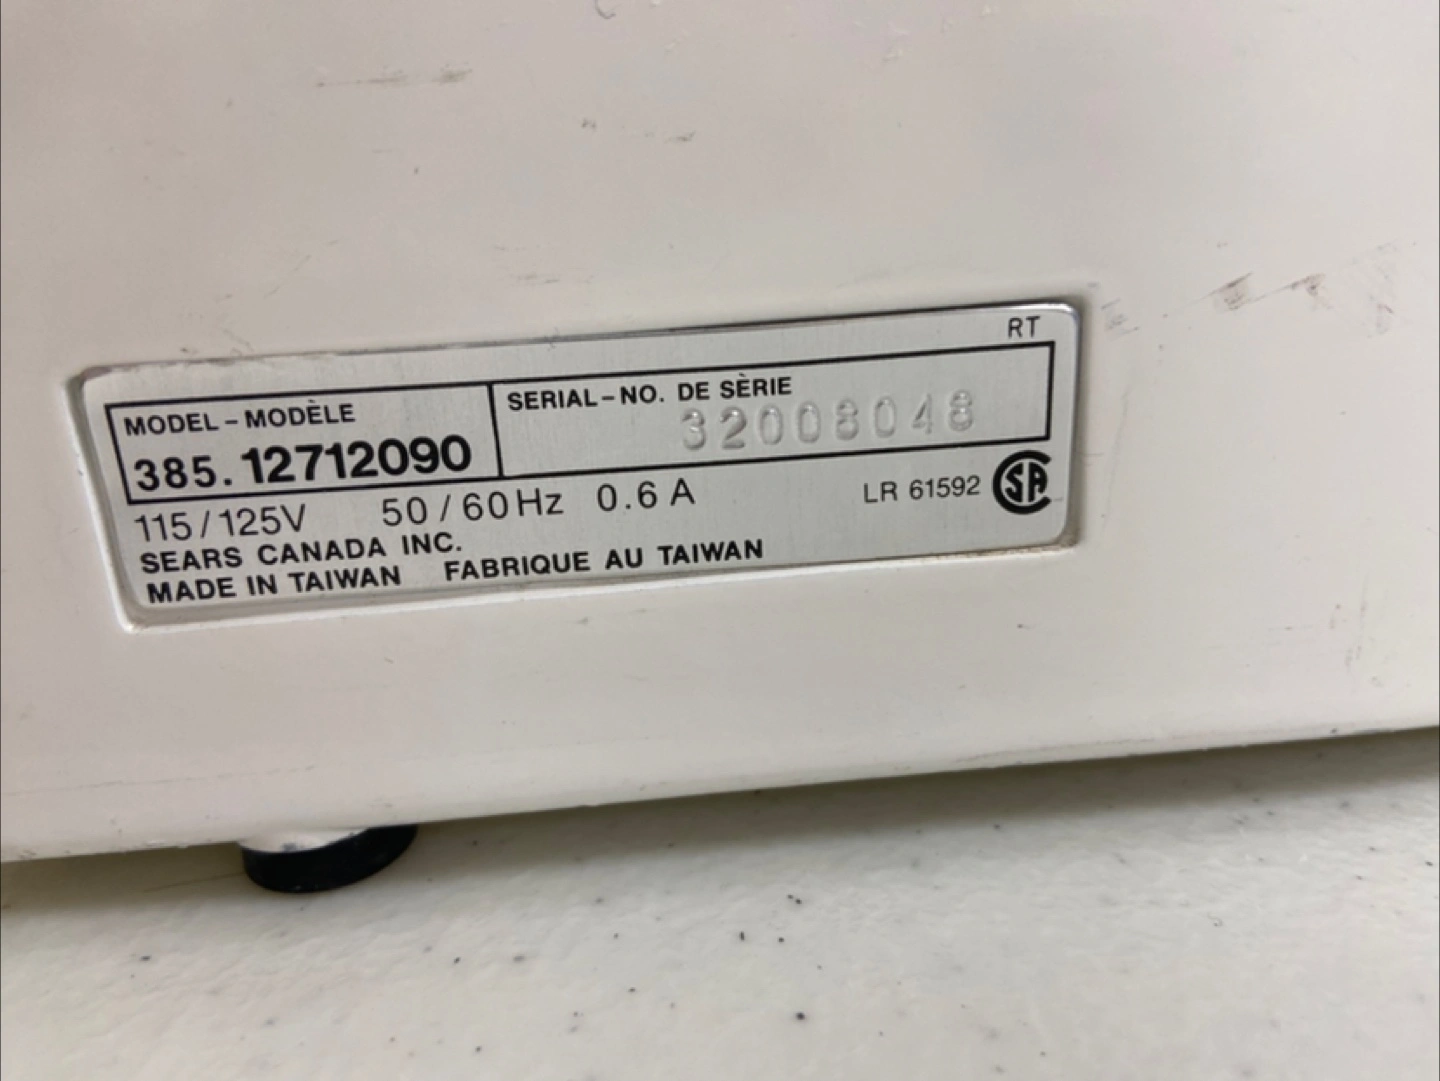 RT
MODEL-MODÈLE
385.12712090
SERIAL-NO. DE SÈRIE
32008048
115/125V 50/60Hz 0.6 A
LR 61592 SA
SEARS CANADA INC.
MADE IN TAIWAN FABRIQUE AU TAIWAN